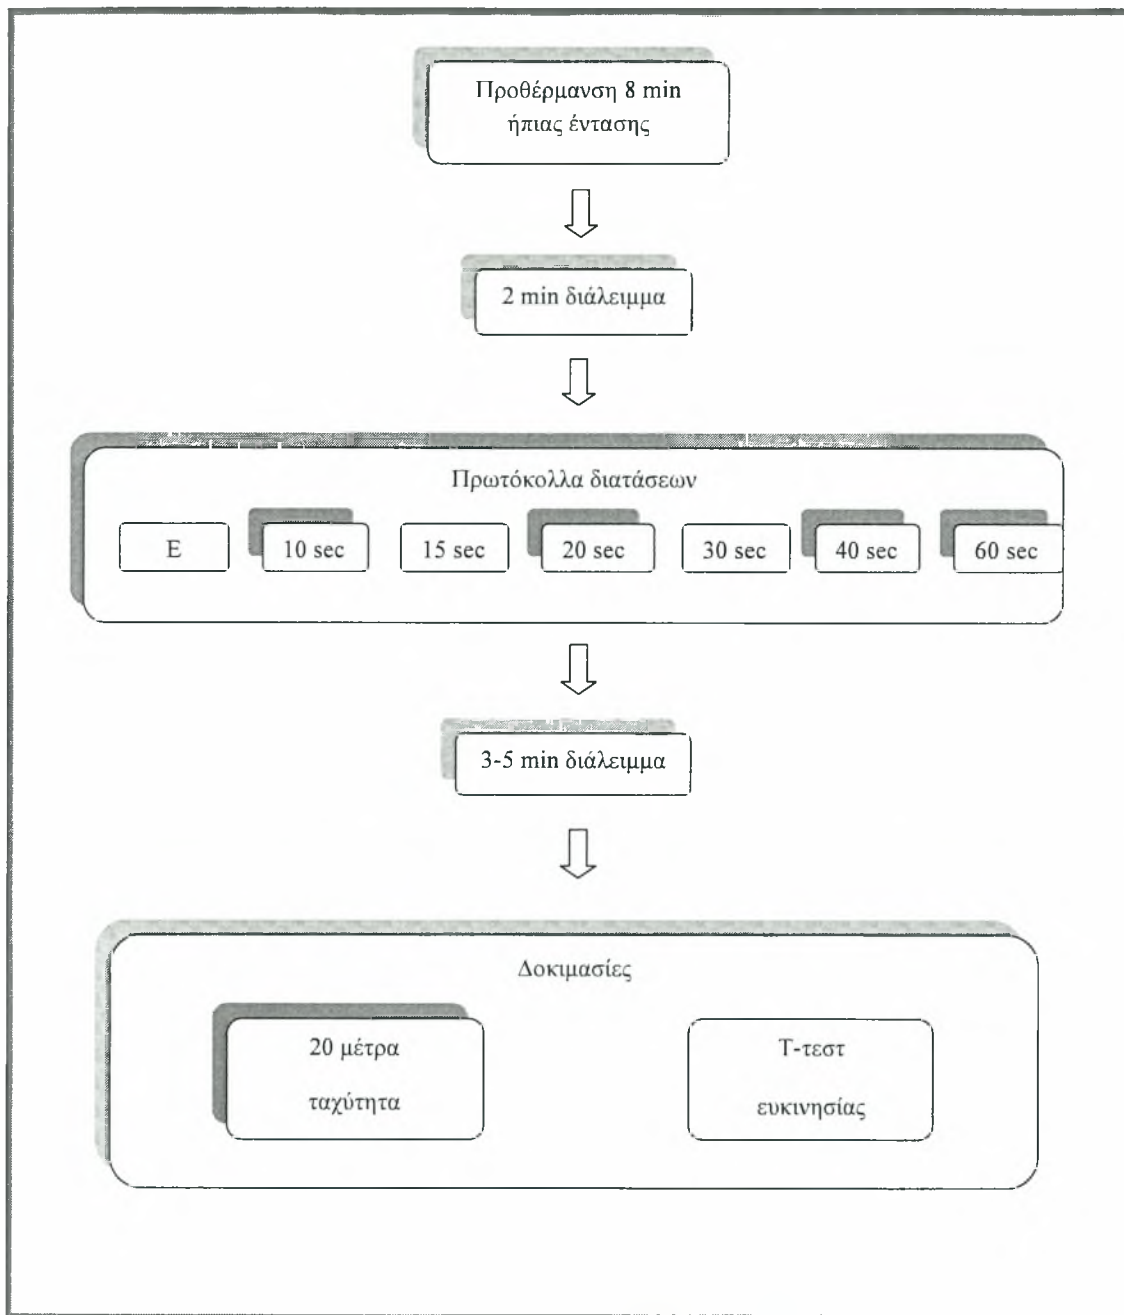 Προθέρμανση 8 min
ήπιας έντασης
2 min διάλειμμα
Πρωτόκολλα διατάσεων
Ε 10 sec 15 sec 20 sec 30 sec 40 sec 60 sec
3-5 min διάλειμμα
Δοκιμασίες
20 μέτρα Τ-τεστ
ταχύτητα ευκινησίας